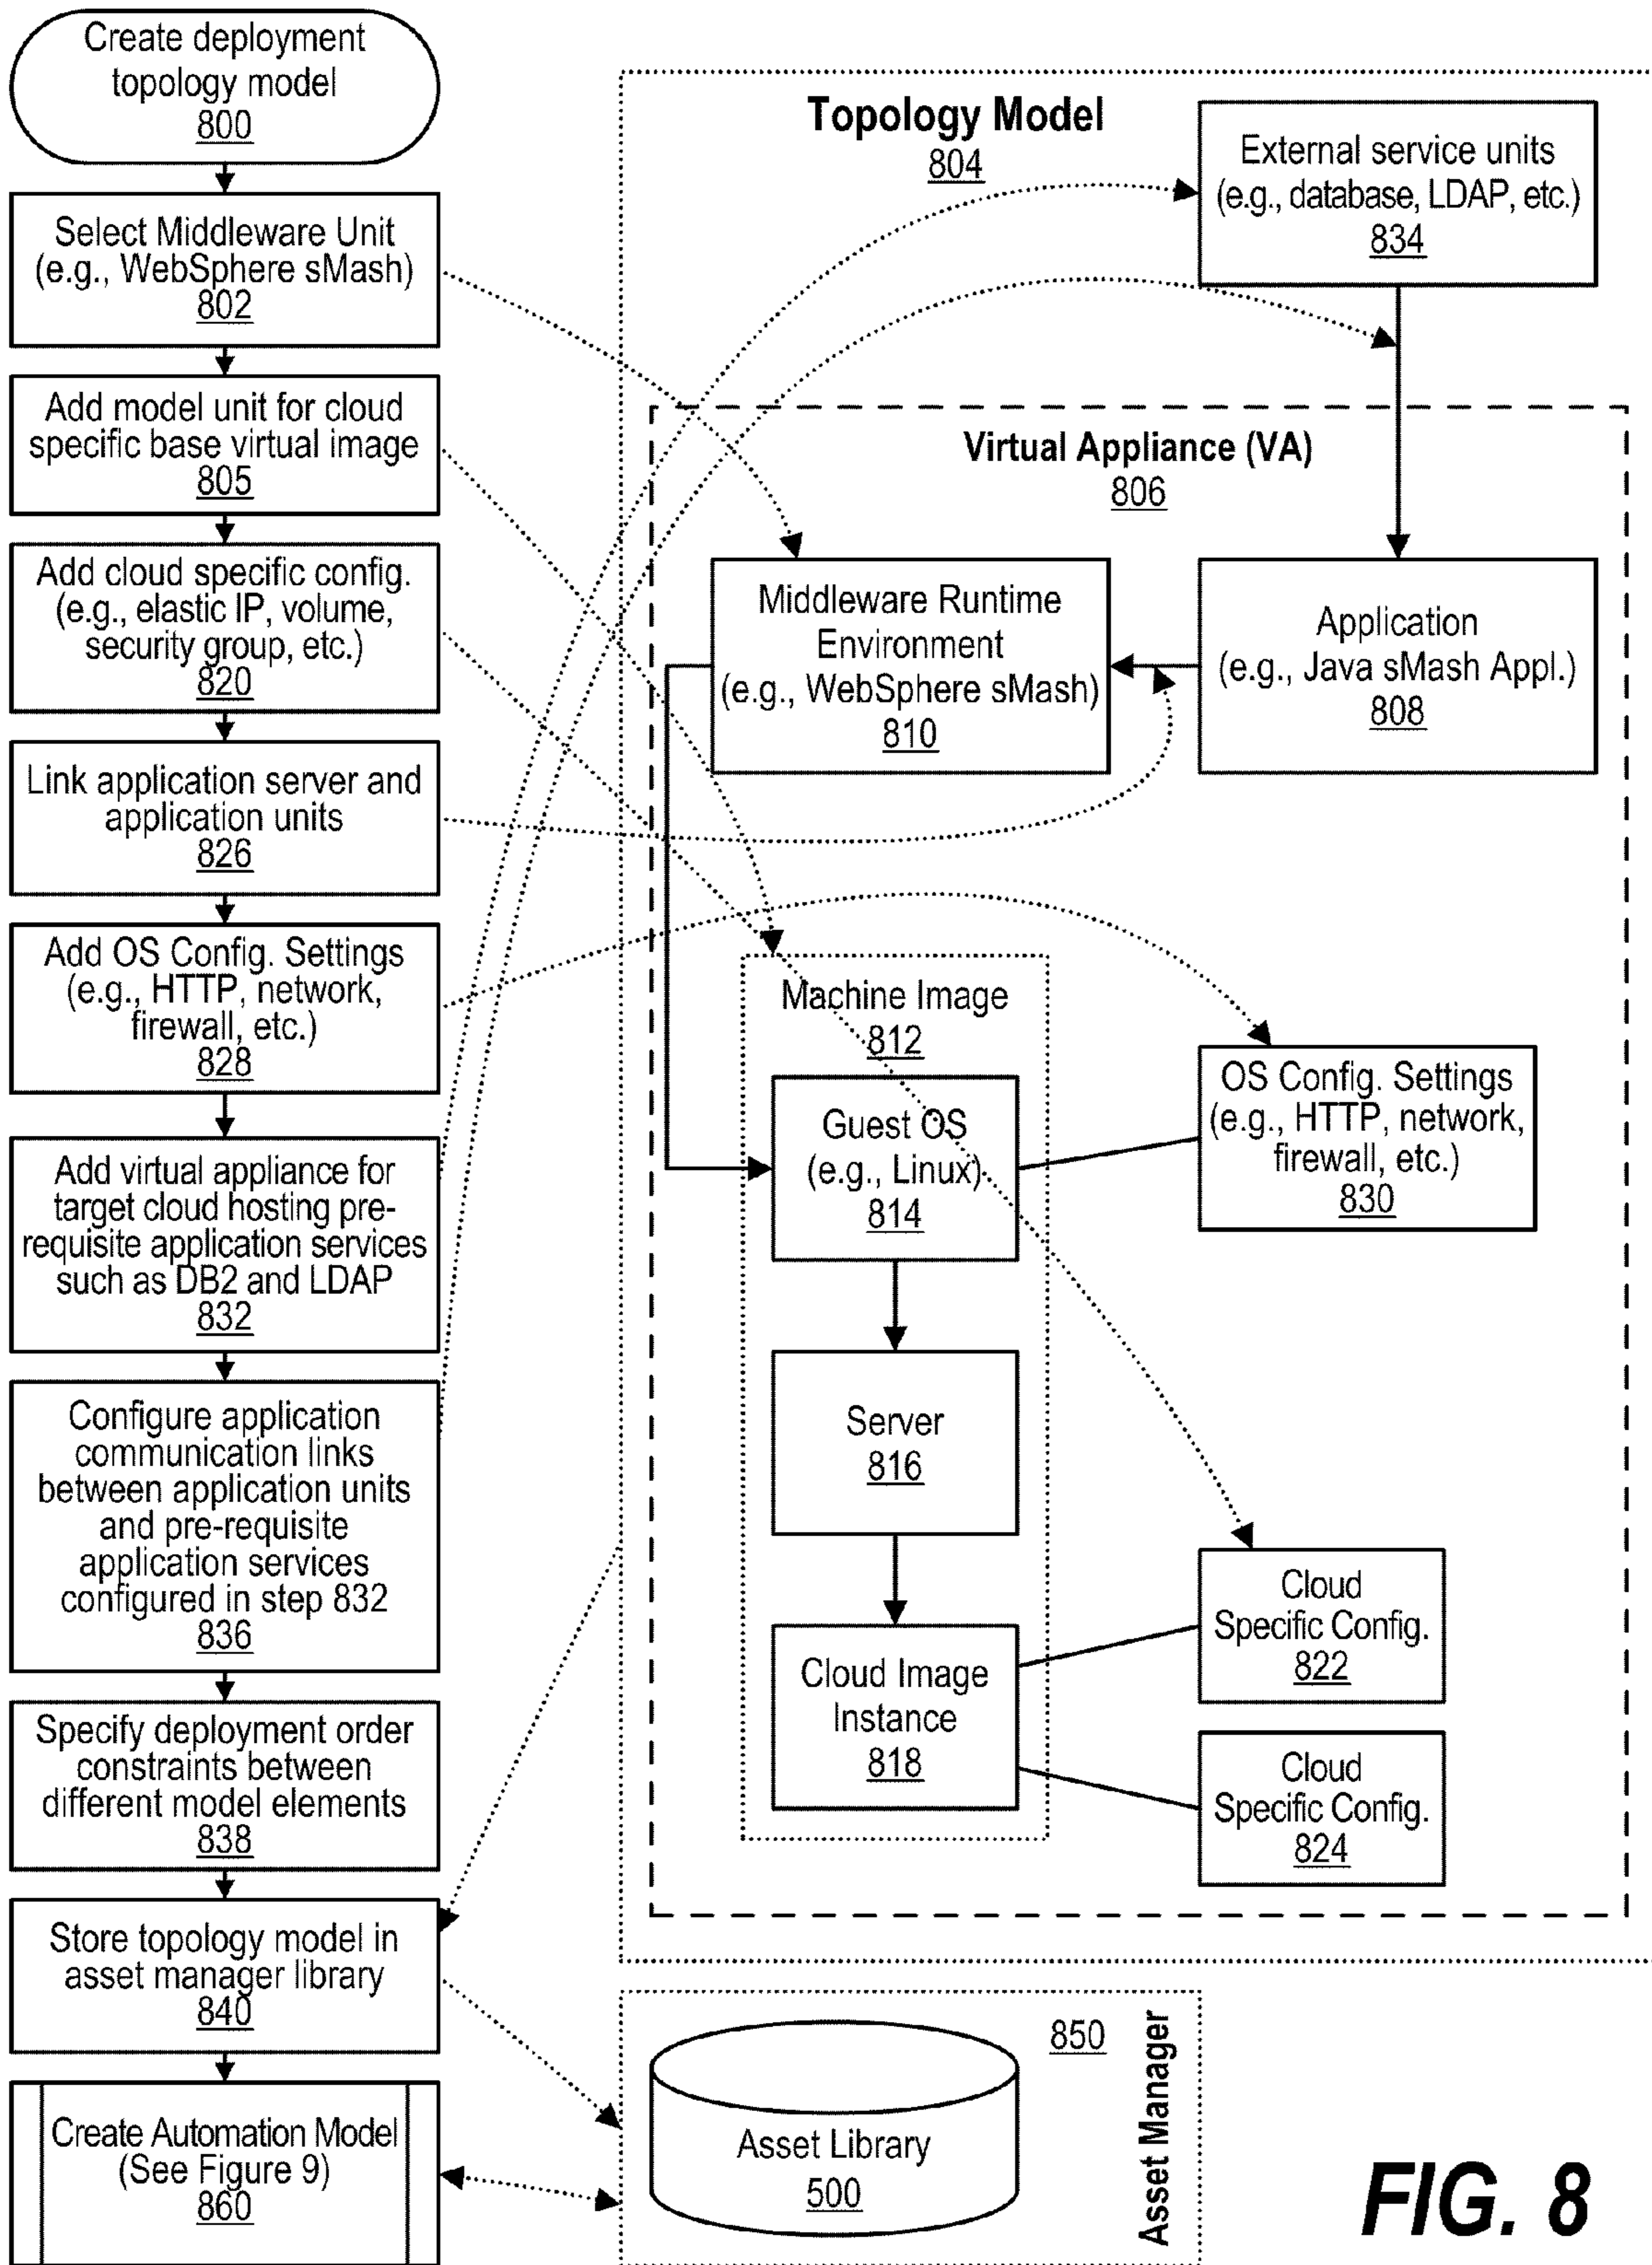 Create deployment
topology model
800
Select Middleware Unit
(e.g., WebSphere sMash)
802
Add model unit for cloud
specific base virtual image
805
Add cloud specific config.
(e.g., elastic IP, volume,
security group, etc.)
820
Link application server and
application units
826
Add OS Config. Settings
(e.g., HTTP, network,
firewall, etc.)
828
Add virtual appliance for
target cloud hosting pre-
requisite application services
such as DB2 and LDAP
832
Configure application
communication links
between application units
and pre-requisite
application services
configured in step 832
836
Specify deployment order
constraints between
different model elements
838
Store topology model in
asset manager library
840
Create Automation Model
(See Figure 9)
860
Topology Model
804
External service units
(e.g., database, LDAP, etc.)
834
Virtual Appliance (VA)
806
Middleware Runtime
Environment
(e.g., WebSphere sMash)
810
Application
(e.g., Java sMash Appl.)
808
Machine Image
812
Guest OS
(e.g., Linux)
814
OS Config. Settings
(e.g., HTTP, network,
firewall, etc.)
830
Server
816
Cloud Image
Instance
818
Cloud
Specific Config.
822
Cloud
Specific Config.
824
850
Asset Manager
Asset Library
500
FIG. 8